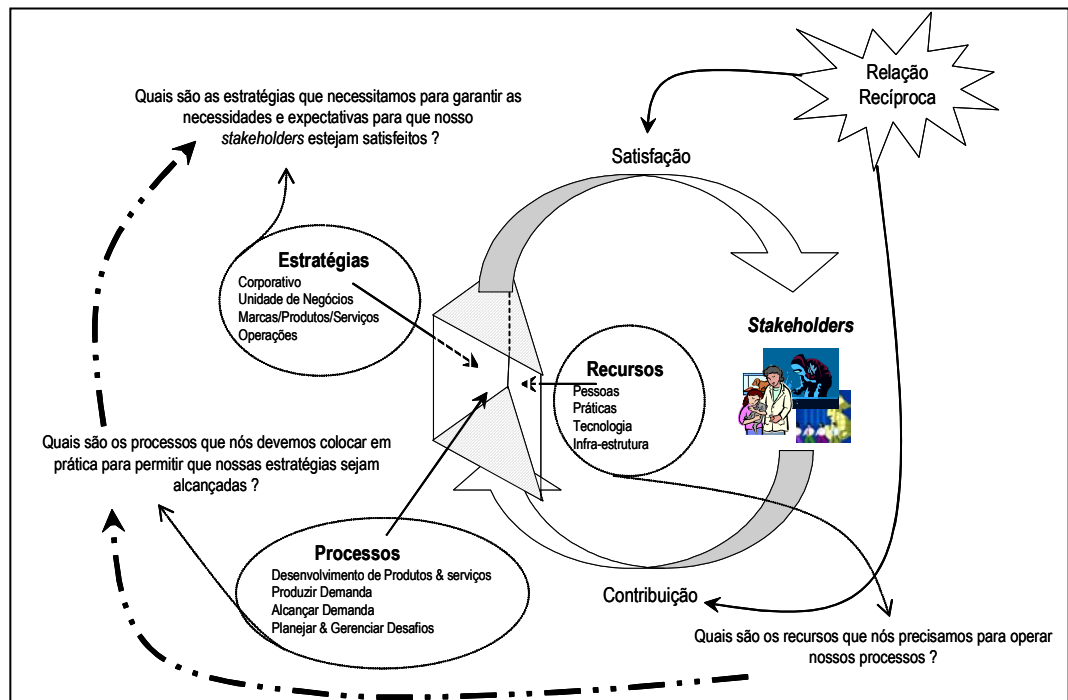 Relação
Recíproca
Quais são as estratégias que necessitamos para garantir as
necessidades e expectativas para que nosso
stakeholders estejam satisfeitos ?
Satisfação
Estratégias
Corporativo
Unidade de Negócios
Marcas/Produtos/Serviços
Operações
Stakeholders
Recursos
Pessoas
Práticas
Tecnologia
Infra-estrutura
Quais são os processos que nós devemos colocar em
prática para permitir que nossas estratégias sejam
alcançadas ?
Processos
Desenvolvimento de Produtos & serviços
Produzir Demanda
Alcançar Demanda
Planejar & Gerenciar Desafios
Contribuição
Quais são os recursos que nós precisamos para operar
nossos processos ?